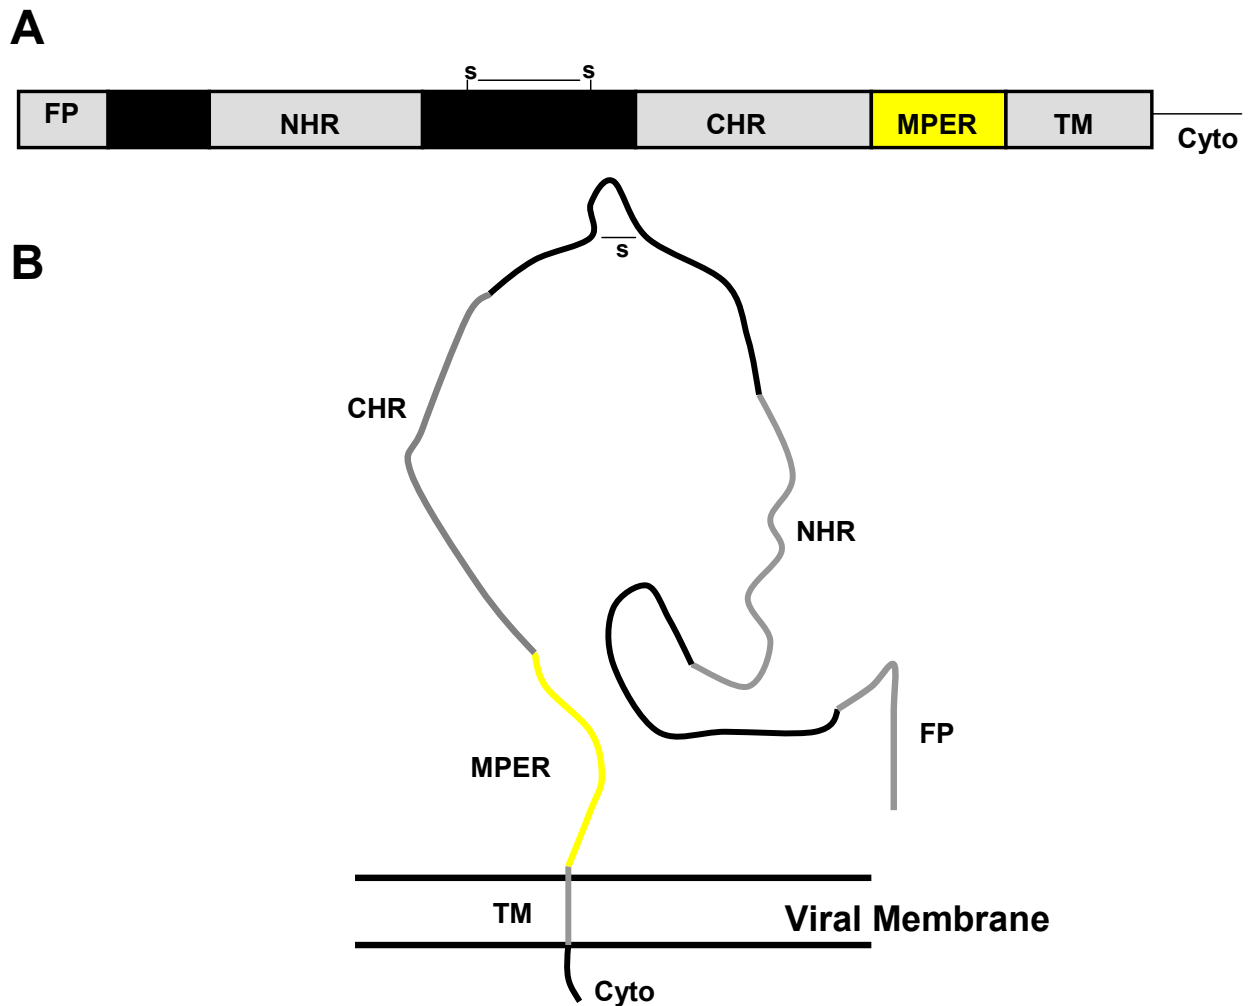 A
s s
FP NHR CHR MPER TM
Cyto
B
s
CHR
NHR
FP
MPER
TM
Viral Membrane
Cyto